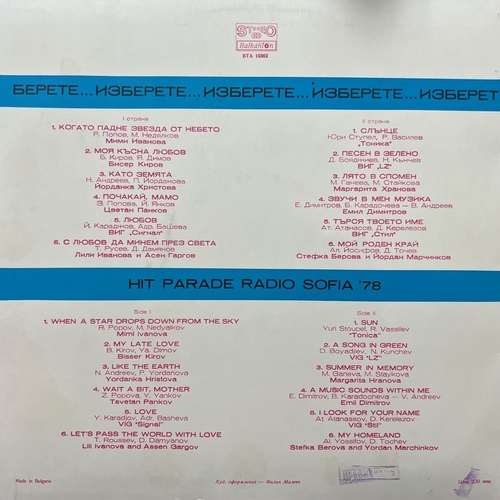 STEREO
Balkanton
ВТА 10362
БЕРЕТЕ...ИЗБЕРЕТЕ...ИЗБЕРЕТЕ...ИЗБЕРЕТЕ...ИЗБЕРЕТ
I страна
1. КОГАТО ПАДНЕ ЗВЕЗДА ОТ НЕБЕТО
Р. Попов, М. Неделков
Мими Иванова
2. МОЯ КЪСНА ЛЮБОВ
Б. Киров, Я. Димов
Бисер Киров
3. КАТО ЗЕМЯТА
Н. Андреев, П. Йорданова
Йорданка Христова
4. ПОЧАКАЙ, МАМО
З. Попова, Й. Янков
Цветан Панков
5. ЛЮБОВ
Й. Караджов, Адр. Башева
ВИГ „Сигнал“
6. С ЛЮБОВ ДА МИНЕМ ПРЕЗ СВЕТА
Т. Русев, Д. Дамянов
Лили Иванова и Асен Гаргов
II страна
1. СЛЪНЦЕ
Юри Ступел, Р. Василев
„Тоника“
2. ПЕСЕН В ЗЕЛЕНО
Д. Бояджиев, Н. Кънчев
ВИГ „LZ“
3. ЛЯТО В СПОМЕН
М. Ганева, М. Стайкова
Маргарита Хранова
4. ЗВУЧИ В МЕН МУЗИКА
Е. Димитров, Б. Карадочева — В. Андреев
Емил Димитров
5. ТЪРСЯ ТВОЕТО ИМЕ
Ат. Атанасов, Д. Керелезов
ВИГ „Стил“
6. МОЙ РОДЕН КРАЙ
Ал. Йосифов, Д. Точев
Стефка Берова и Йордан Марчинков
HIT PARADE RADIO SOFIA '78
Side I
1. WHEN A STAR DROPS DOWN FROM THE SKY
R. Popov, M. Nedyalkov
Mimi Ivanova
2. MY LATE LOVE
B. Kirov, Ya. Dimov
Bisser Kirov
3. LIKE THE EARTH
N. Andreev, P. Yordanova
Yordanka Hristova
4. WAIT A BIT, MOTHER
Z. Popova, Y. Yankov
Tsvetan Pankov
5. LOVE
Y. Karadjov, Adr. Basheva
VIG "Signal"
6. LET'S PASS THE WORLD WITH LOVE
T. Roussev, D. Damyanov
Lili Ivanova and Assen Gargov
Side II
1. SUN
Yuri Stoupel, R. Vassilev
"Tonica"
2. A SONG IN GREEN
D. Boyadjiev, N. Kunchev
VIG "LZ"
3. SUMMER IN MEMORY
M. Ganeva, M. Staykova
Margarita Hranova
4. A MUSIC SOUNDS WITHIN ME
E. Dimitrov, B. Karadocheva — V. Andreev
Emil Dimitrov
5. I LOOK FOR YOUR NAME
At. Atanassov, D. Kerelezov
VIG "Stil"
6. MY HOMELAND
Al. Yossifov, D. Tochev
Stefka Berova and Yordan Marchinkov
Made in Bulgaria
Худ. оформление — Филип Малеев
Цена